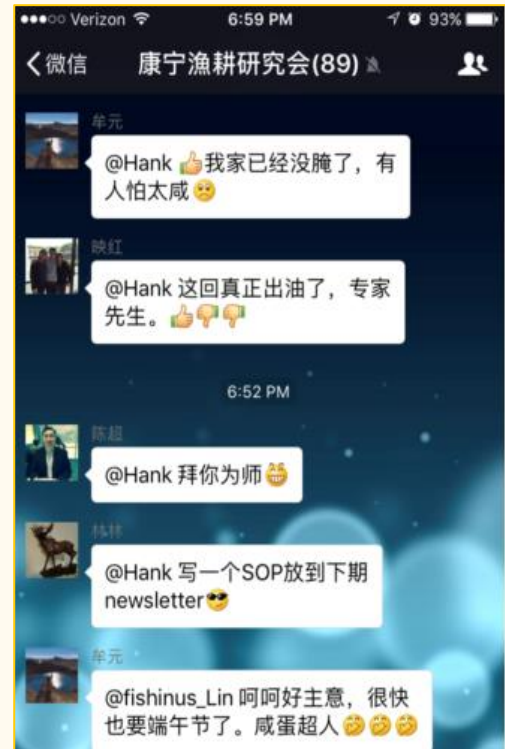 Verizon 6:59 PM 93%
微信 康宁渔耕研究会(89)
牟元
@Hank 👍我家已经没腌了，有
人怕太咸🙁
映红
@Hank 这回真正出油了，专家
先生。👍👎👎
6:52 PM
陈超
@Hank 拜你为师😁
林林
@Hank 写一个SOP放到下期
newsletter😎
牟元
@fishinus_Lin 呵呵好主意，很快
也要端午节了。咸蛋超人🤣🤣🤣